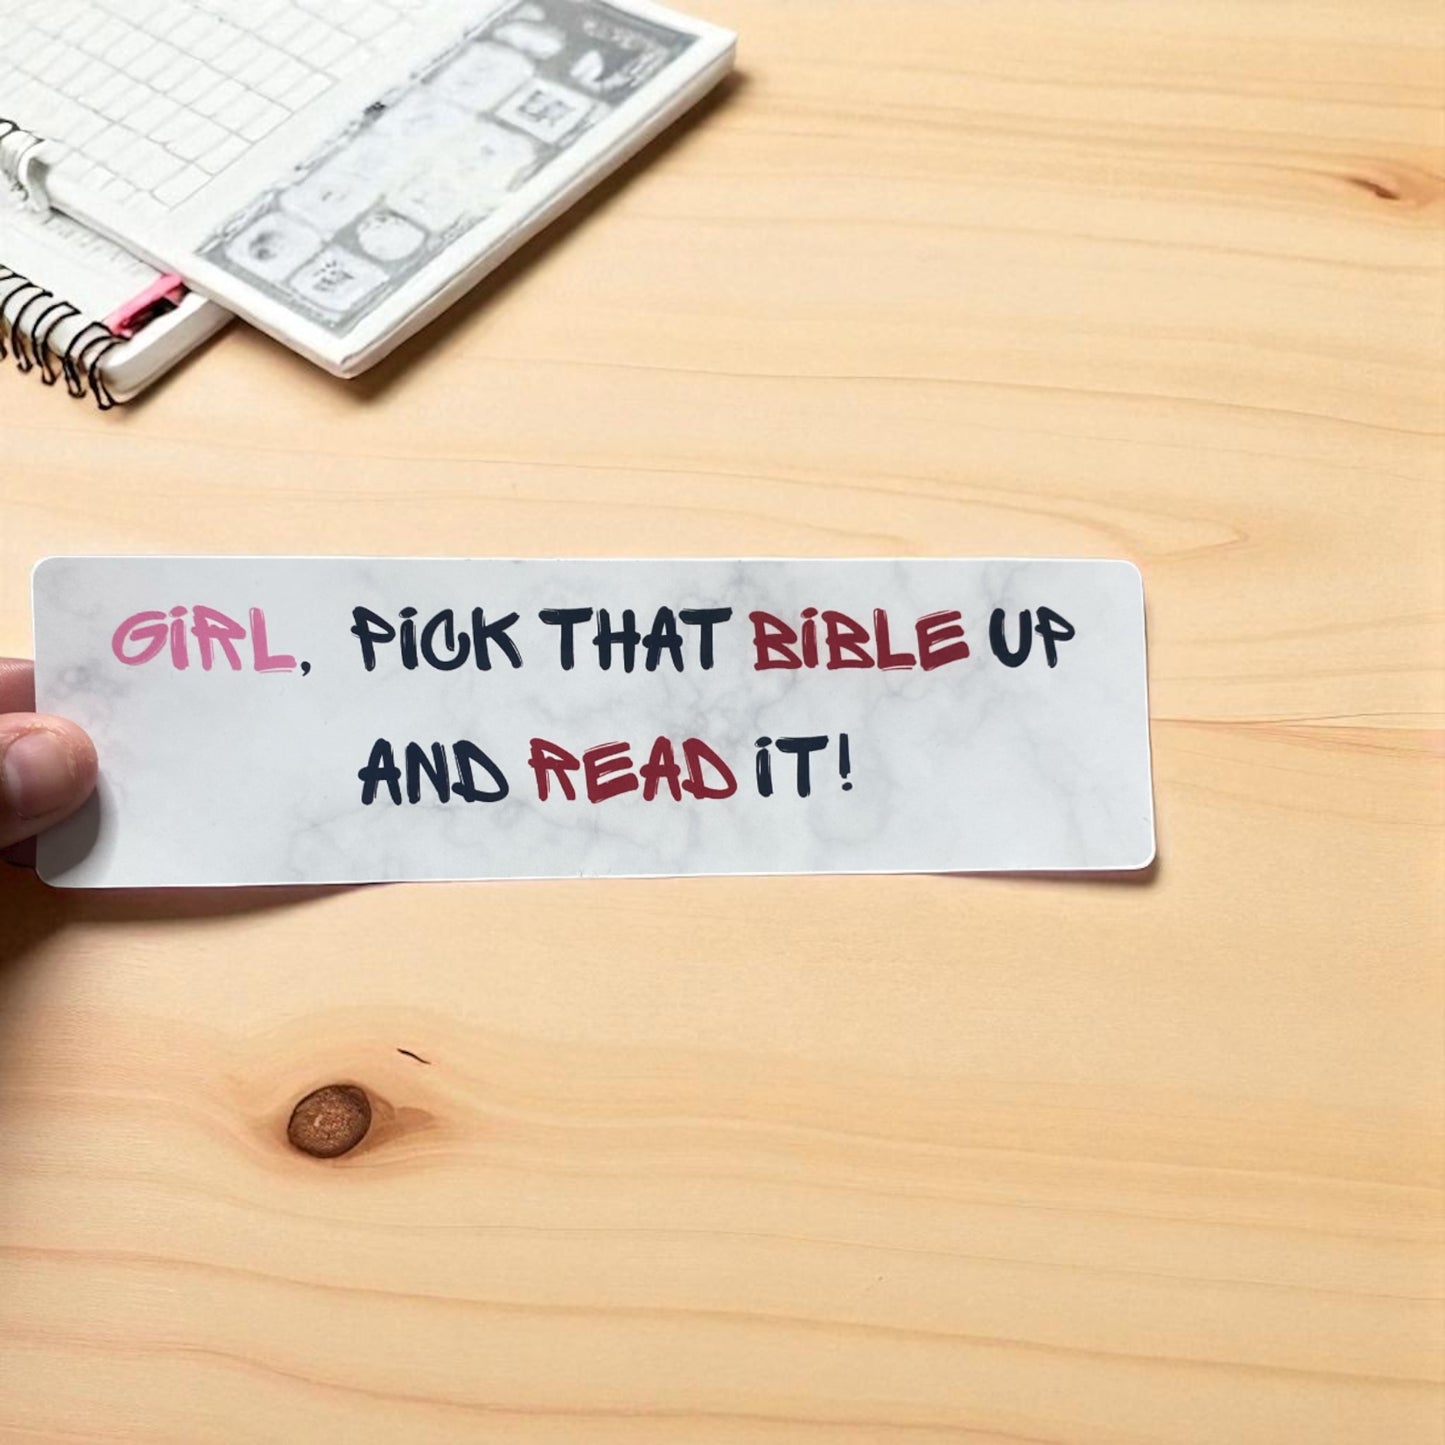 GIRL, PICK THAT BIBLE UP
AND READ IT!